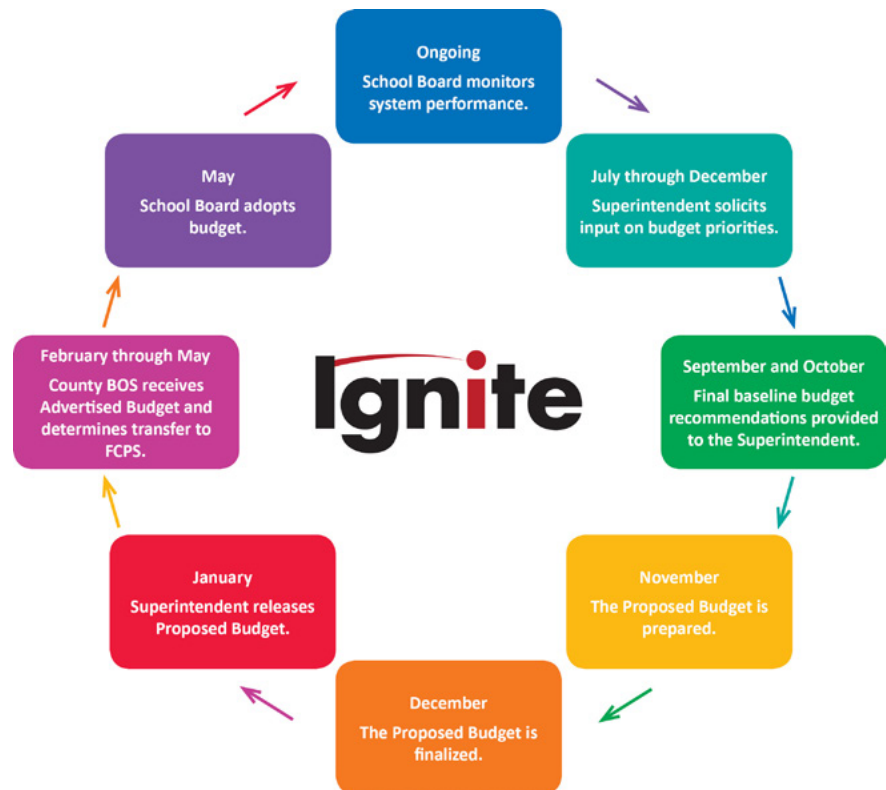 Ongoing
School Board monitors
system performance.
July through December
Superintendent solicits
input on budget priorities.
September and October
Final baseline budget
recommendations provided
to the Superintendent.
November
The Proposed Budget is
prepared.
December
The Proposed Budget is
finalized.
January
Superintendent releases
Proposed Budget.
February through May
County BOS receives
Advertised Budget and
determines transfer to
FCPS.
May
School Board adopts
budget.
Ignite